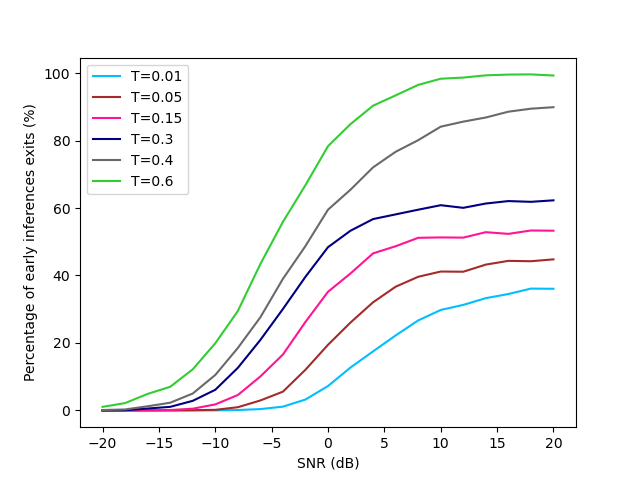 100
80
60
40
20
0
Percentage of early inferences exits (%)
T=0.01
T=0.05
T=0.15
T=0.3
T=0.4
T=0.6
−20 −15 −10 −5 0 5 10 15 20
SNR (dB)